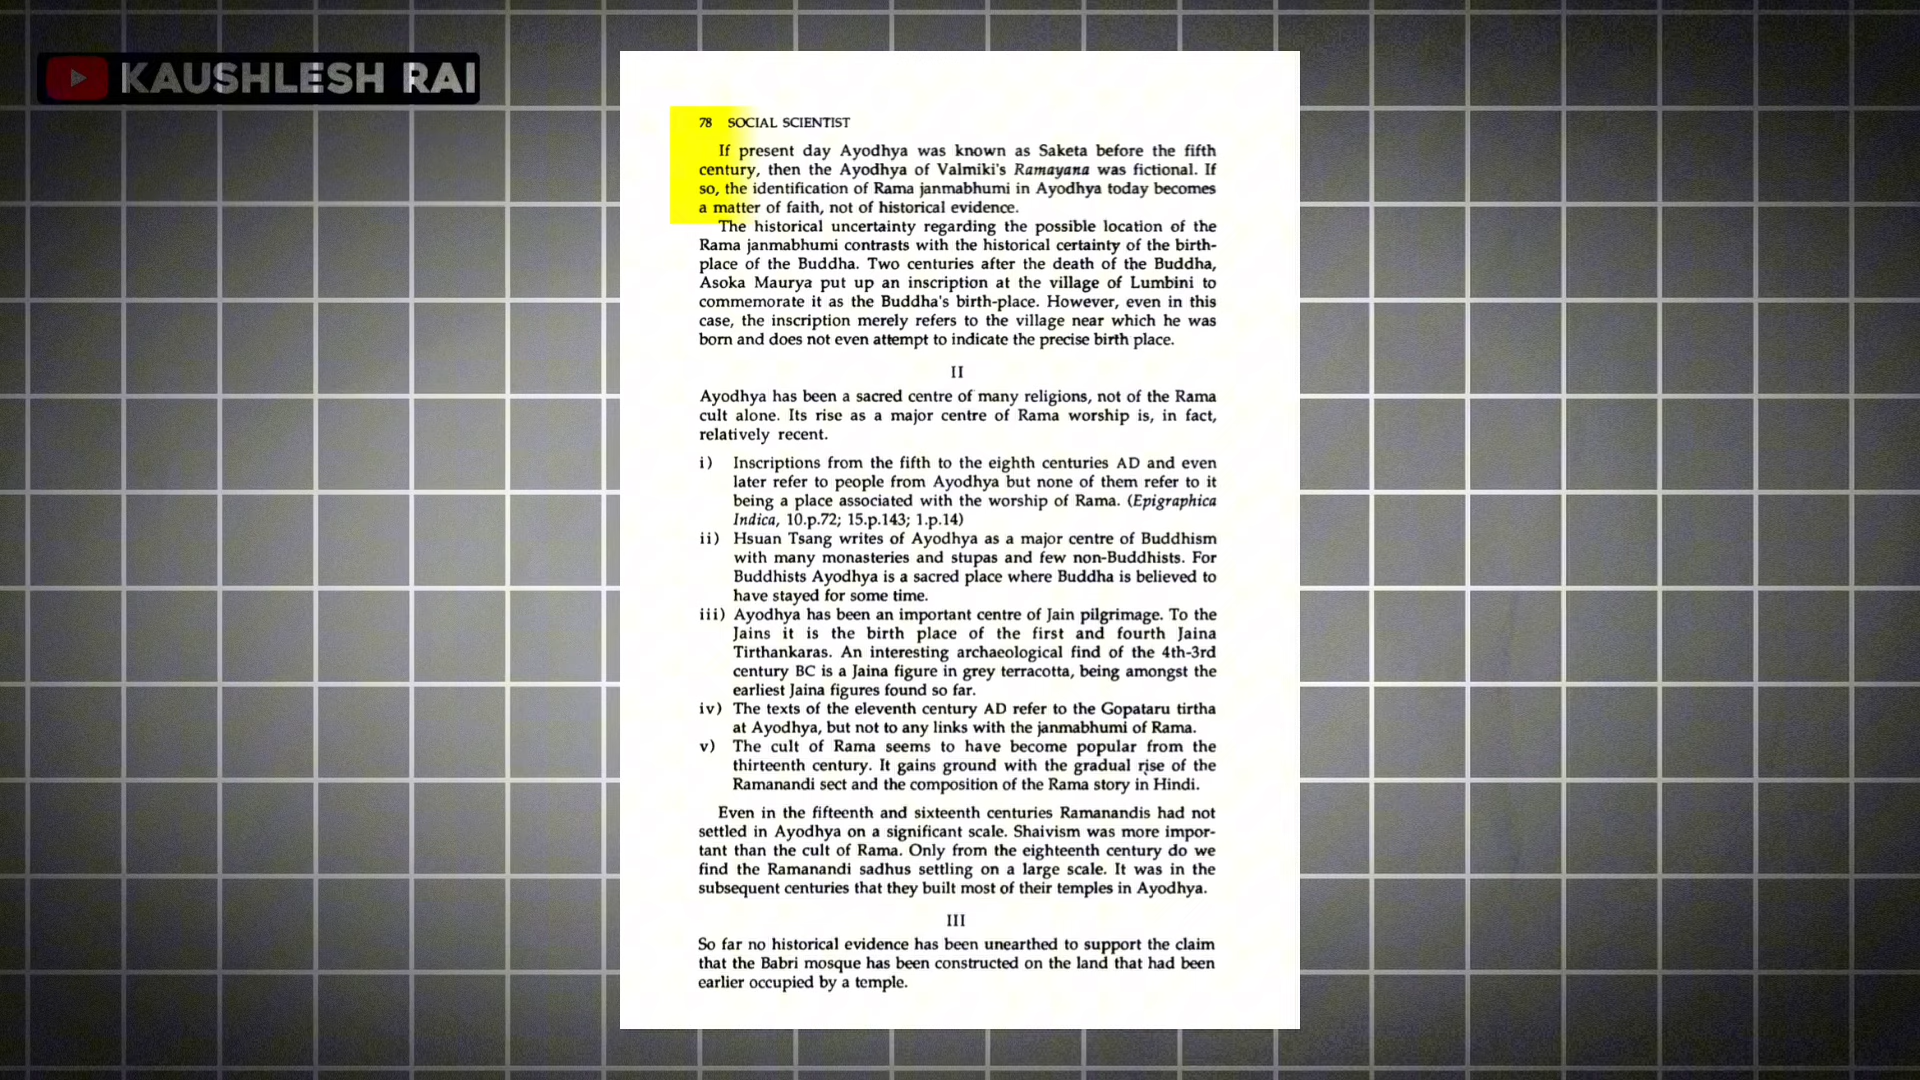 KAUSHLESH RAI
78 SOCIAL SCIENTIST
If present day Ayodhya was known as Saketa before the fifth
century, then the Ayodhya of Valmiki's Ramayana was fictional. If
so, the identification of Rama janmabhumi in Ayodhya today becomes
a matter of faith, not of historical evidence.
The historical uncertainty regarding the possible location of the
Rama janmabhumi contrasts with the historical certainty of the birth-
place of the Buddha. Two centuries after the death of the Buddha,
Asoka Maurya put up an inscription at the village of Lumbini to
commemorate it as the Buddha's birth-place. However, even in this
case, the inscription merely refers to the village near which he was
born and does not even attempt to indicate the precise birth place.
II
Ayodhya has been a sacred centre of many religions, not of the Rama
cult alone. Its rise as a major centre of Rama worship is, in fact,
relatively recent.
i) Inscriptions from the fifth to the eighth centuries AD and even
later refer to people from Ayodhya but none of them refer to it
being a place associated with the worship of Rama. (Epigraphica
Indica, 10.p.72; 15.p.143; 1.p.14)
ii) Hsuan Tsang writes of Ayodhya as a major centre of Buddhism
with many monasteries and stupas and few non-Buddhists. For
Buddhists Ayodhya is a sacred place where Buddha is believed to
have stayed for some time.
iii) Ayodhya has been an important centre of Jain pilgrimage. To the
Jains it is the birth place of the first and fourth Jaina
Tirthankaras. An interesting archaeological find of the 4th-3rd
century BC is a Jaina figure in grey terracotta, being amongst the
earliest Jaina figures found so far.
iv) The texts of the eleventh century AD refer to the Gopataru tirtha
at Ayodhya, but not to any links with the janmabhumi of Rama.
v) The cult of Rama seems to have become popular from the
thirteenth century. It gains ground with the gradual rise of the
Ramanandi sect and the composition of the Rama story in Hindi.
Even in the fifteenth and sixteenth centuries Ramanandis had not
settled in Ayodhya on a significant scale. Shaivism was more impor-
tant than the cult of Rama. Only from the eighteenth century do we
find the Ramanandi sadhus settling on a large scale. It was in the
subsequent centuries that they built most of their temples in Ayodhya.
III
So far no historical evidence has been unearthed to support the claim
that the Babri mosque has been constructed on the land that had been
earlier occupied by a temple.